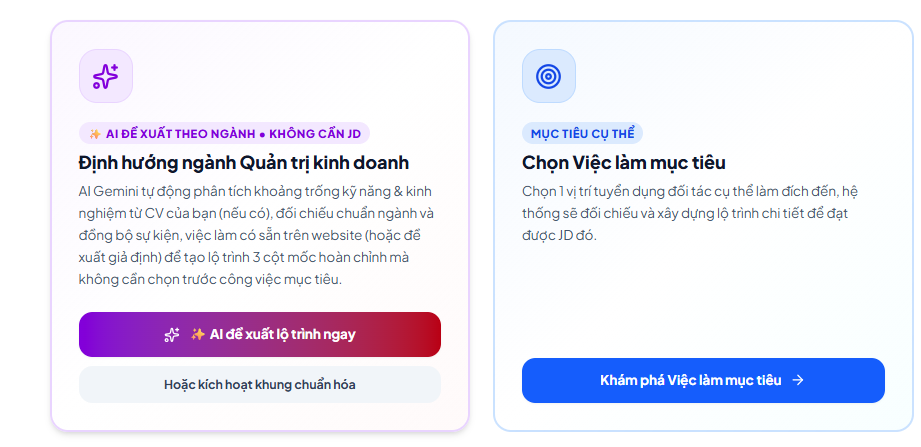 ✨ AI ĐỀ XUẤT THEO NGÀNH • KHÔNG CẦN JD
Định hướng ngành Quản trị kinh doanh
AI Gemini tự động phân tích khoảng trống kỹ năng & kinh
nghiệm từ CV của bạn (nếu có), đối chiếu chuẩn ngành và
đồng bộ sự kiện, việc làm có sẵn trên website (hoặc đề
xuất giả định) để tạo lộ trình 3 cột mốc hoàn chỉnh mà
không cần chọn trước công việc mục tiêu.
✨ AI đề xuất lộ trình ngay
Hoặc kích hoạt khung chuẩn hóa
MỤC TIÊU CỤ THỂ
Chọn Việc làm mục tiêu
Chọn 1 vị trí tuyển dụng đối tác cụ thể làm đích đến, hệ
thống sẽ đối chiếu và xây dựng lộ trình chi tiết để đạt
được JD đó.
Khám phá Việc làm mục tiêu →